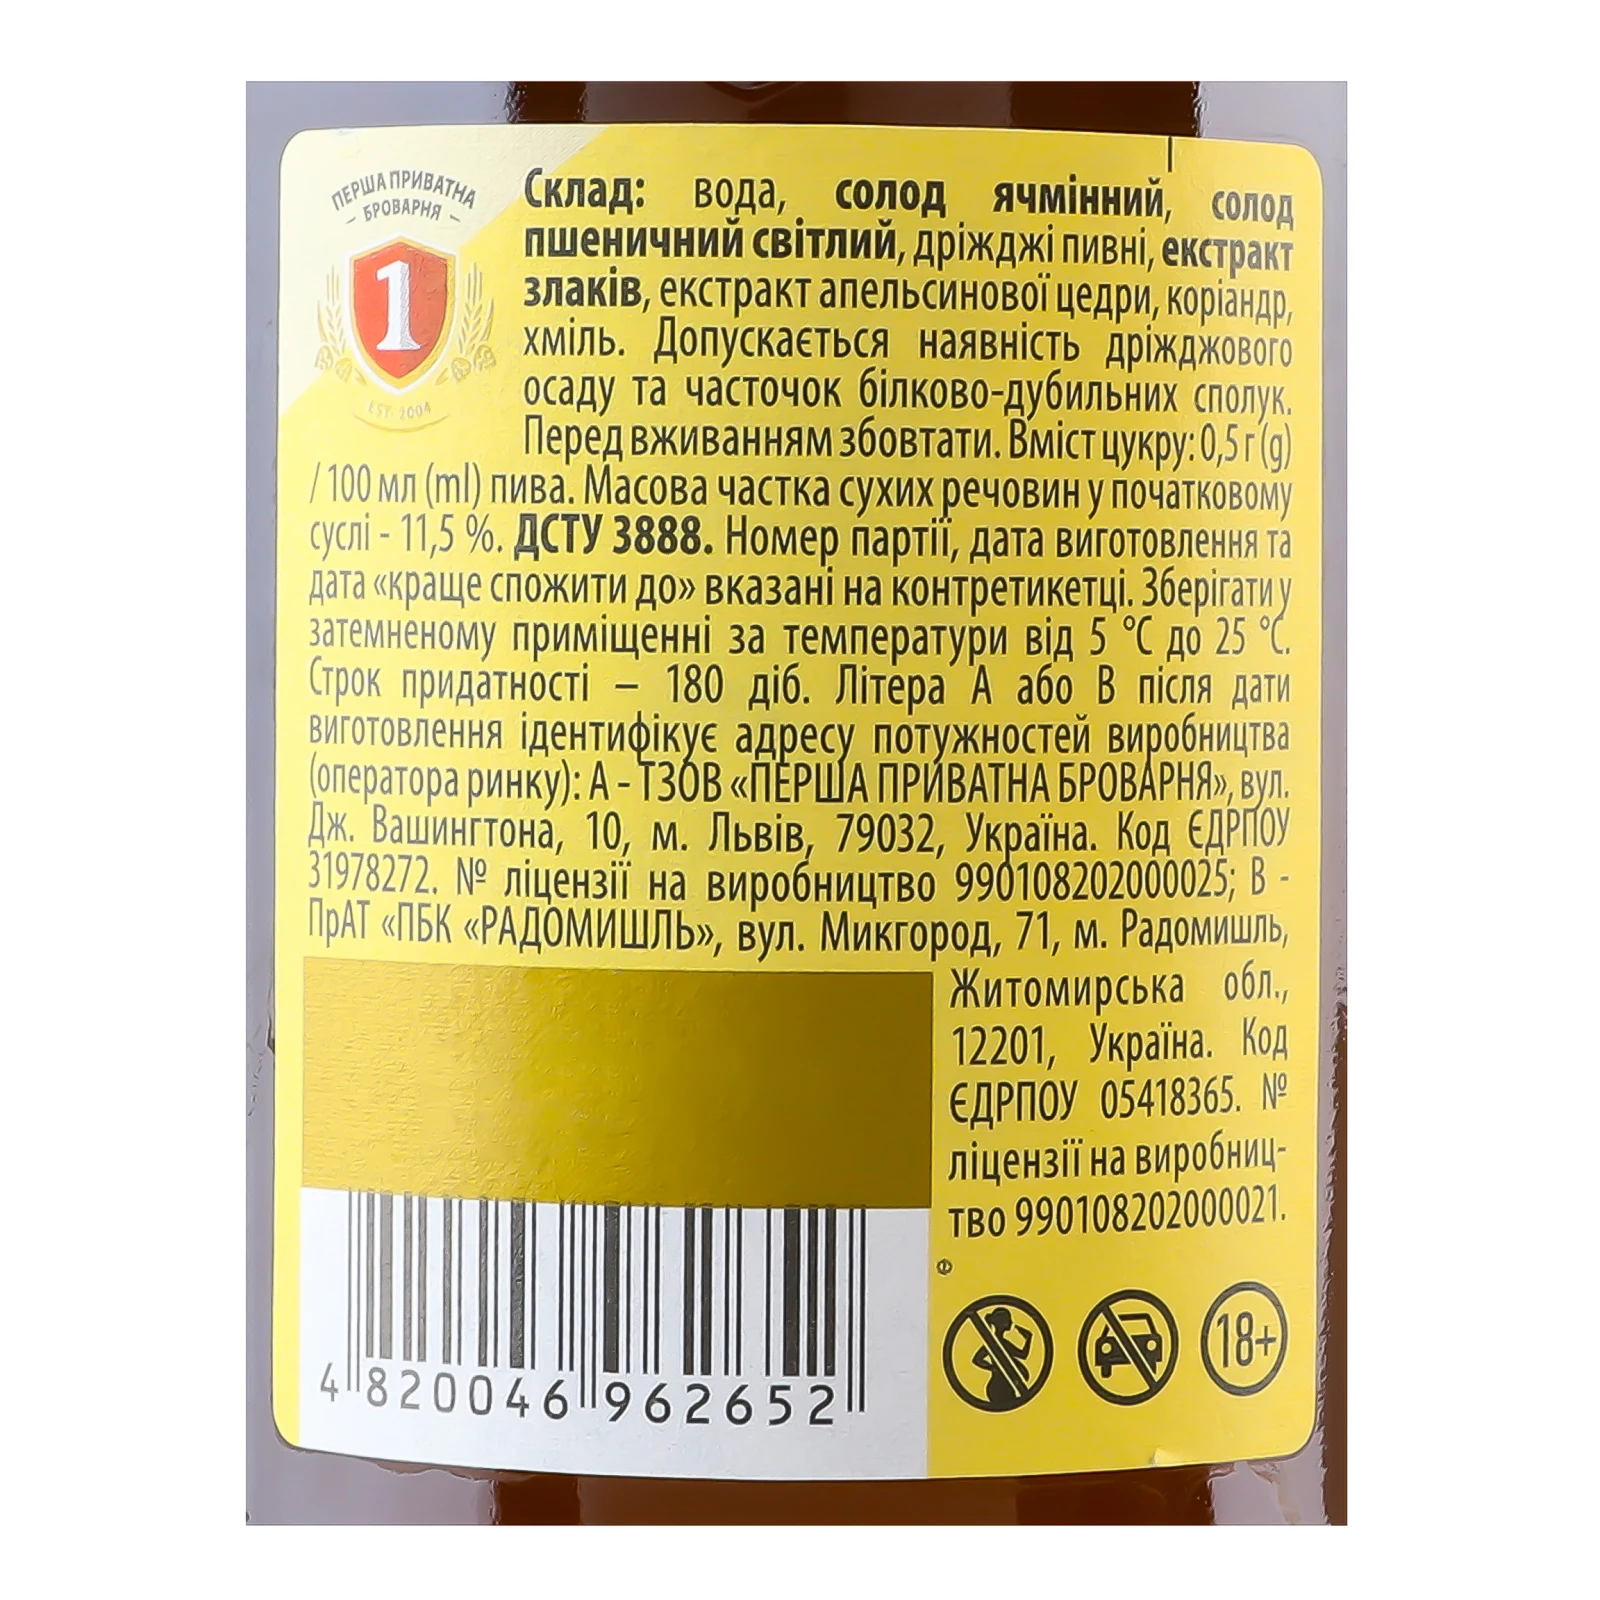 ПЕРША ПРИВАТНА
– БРОВАРНЯ –
1
EST. 2004
Склад: вода, солод ячмінний, солод
пшеничний світлий, дріжджі пивні, екстракт
злаків, екстракт апельсинової цедри, коріандр,
хміль. Допускається наявність дріжджового
осаду та часточок білково-дубильних сполук.
Перед вживанням збовтати. Вміст цукру: 0,5 г (g)
/ 100 мл (ml) пива. Масова частка сухих речовин у початковому
суслі - 11,5 %. ДСТУ 3888. Номер партії, дата виготовлення та
дата «краще спожити до» вказані на контретикетці. Зберігати у
затемненому приміщенні за температури від 5 °С до 25 °С.
Строк придатності – 180 діб. Літера А або В після дати
виготовлення ідентифікує адресу потужностей виробництва
(оператора ринку): А - ТЗОВ «ПЕРША ПРИВАТНА БРОВАРНЯ», вул.
Дж. Вашингтона, 10, м. Львів, 79032, Україна. Код ЄДРПОУ
31978272. № ліцензії на виробництво 990108202000025; В -
ПрАТ «ПБК «РАДОМИШЛЬ», вул. Микгород, 71, м. Радомишль,
Житомирська обл.,
12201, Україна. Код
ЄДРПОУ 05418365. №
ліцензії на виробниц-
тво 990108202000021.
18+
4 820046 962652